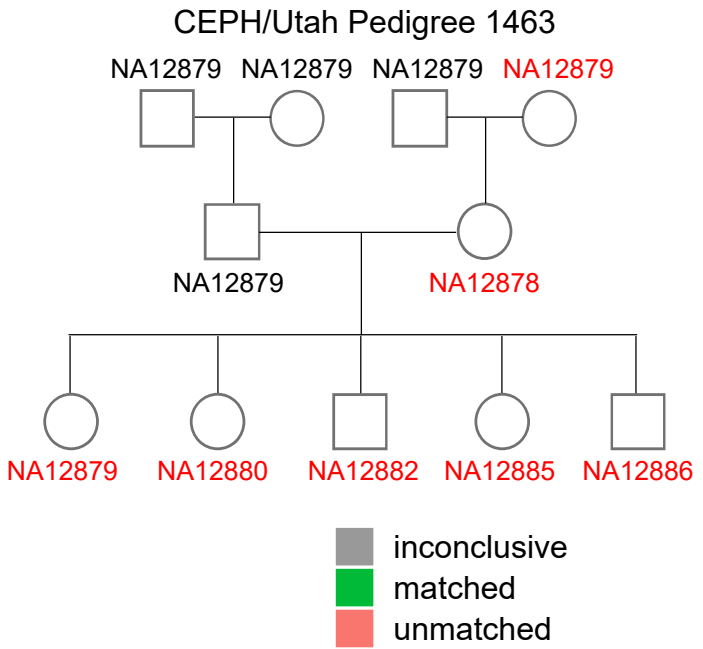 CEPH/Utah Pedigree 1463
NA12879 NA12879 NA12879 NA12879
NA12879 NA12878
NA12879 NA12880 NA12882 NA12885 NA12886
inconclusive
matched
unmatched